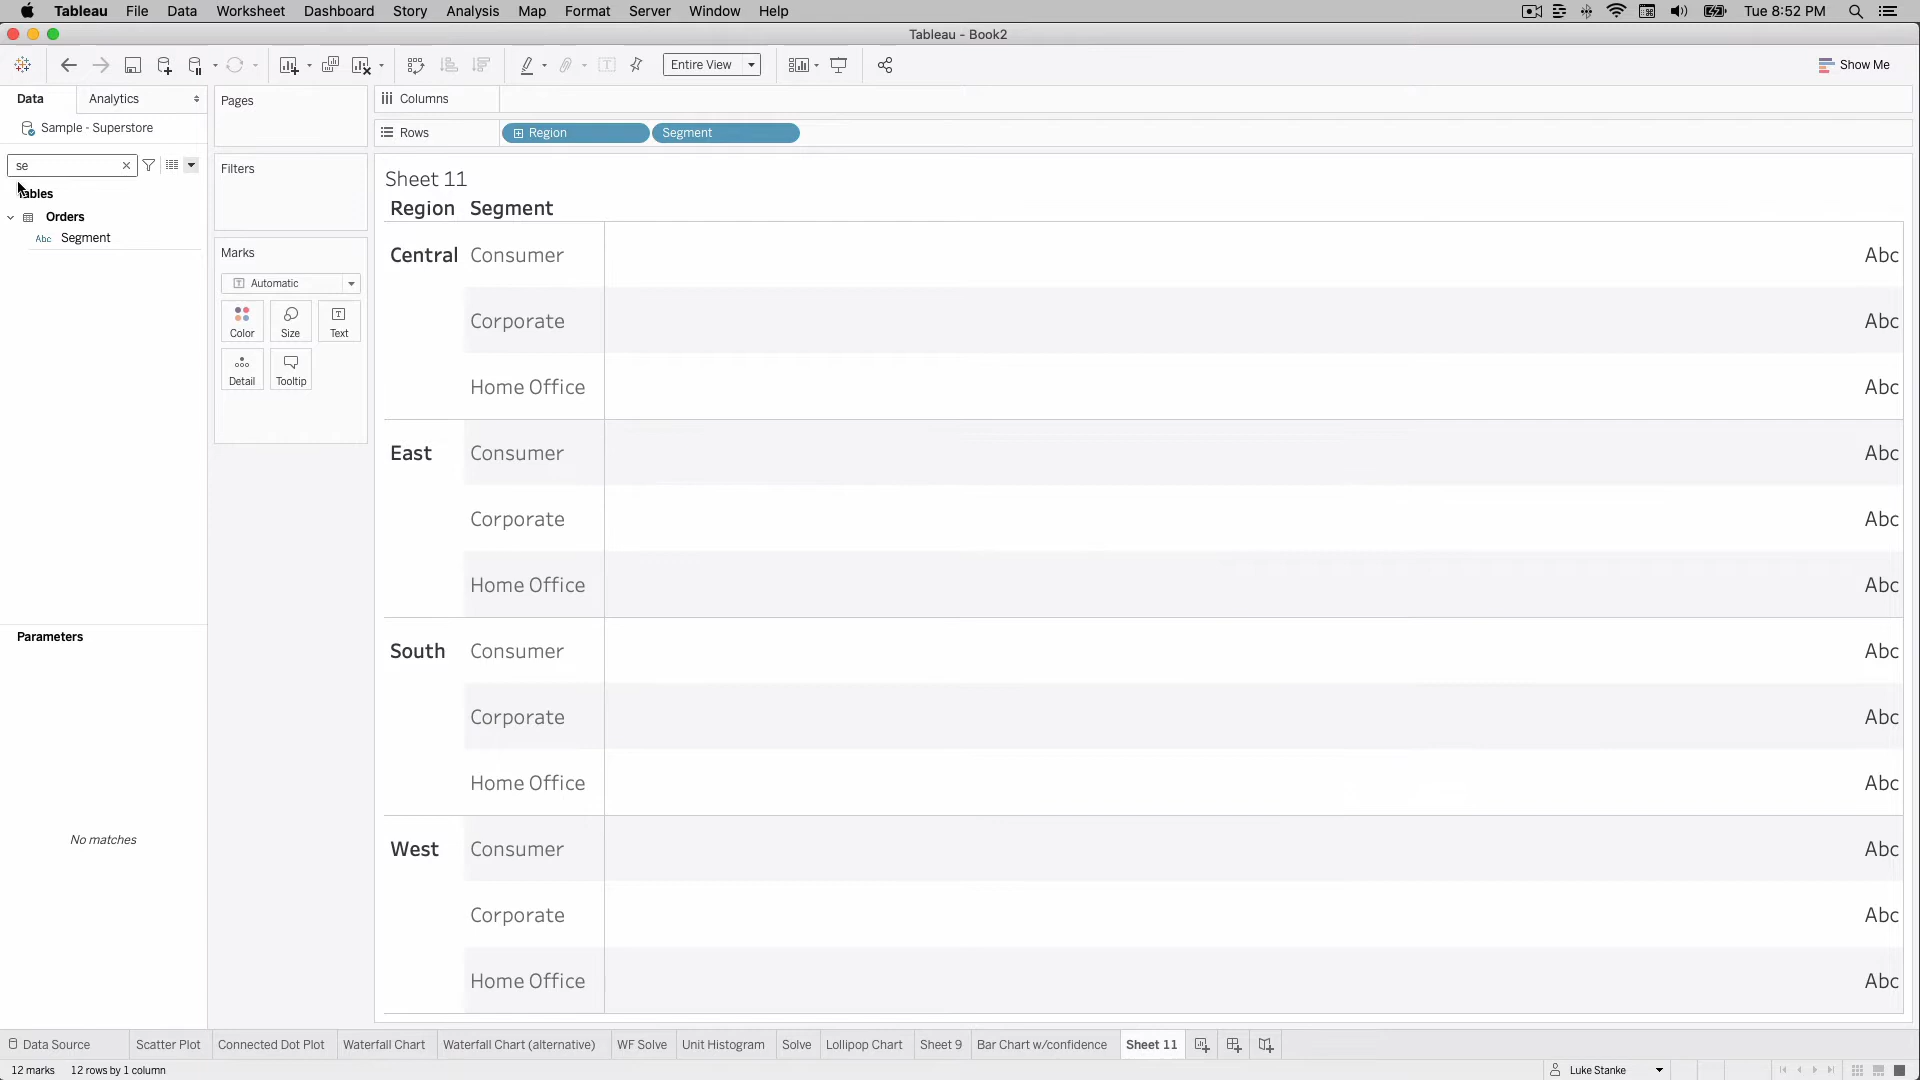 Tableau File Data Worksheet Dashboard Story Analysis Map Format Server Window Help Tue 8:52 PM
Tableau - Book2
Entire View Show Me
Data Analytics Pages Columns
Sample - Superstore Rows Region Segment
se Filters
Sheet 11
Tables Region Segment
Orders
Abc Segment
Marks
Central Consumer Abc
Automatic
Color Size Text
Corporate Abc
Detail Tooltip
Home Office Abc
East Consumer Abc
Corporate Abc
Home Office Abc
Parameters
South Consumer Abc
Corporate Abc
Home Office Abc
No matches
West Consumer Abc
Corporate Abc
Home Office Abc
Data Source Scatter Plot Connected Dot Plot Waterfall Chart Waterfall Chart (alternative) WF Solve Unit Histogram Solve Lollipop Chart Sheet 9 Bar Chart w/confidence Sheet 11
12 marks 12 rows by 1 column Luke Stanke